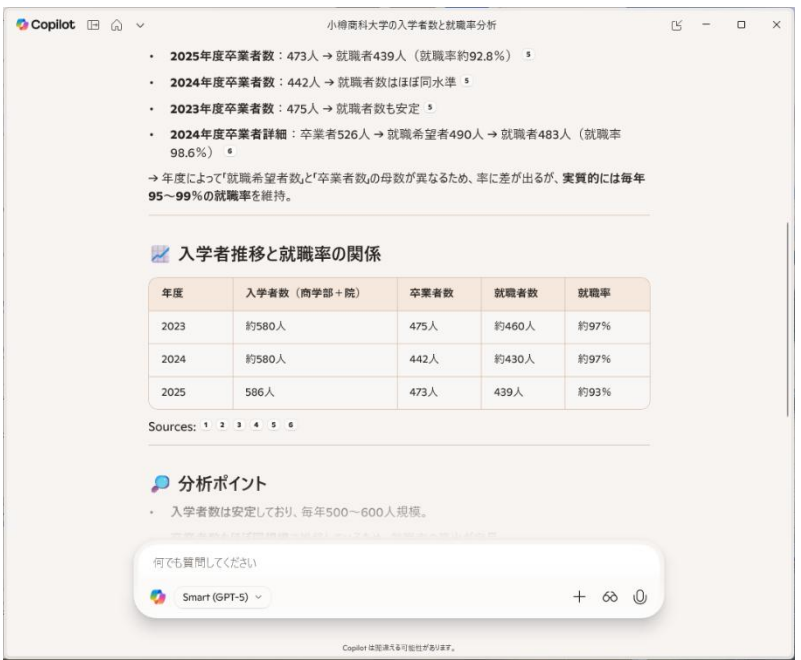 Copilot
小樽商科大学の入学者数と就職率分析
• 2025年度卒業者数：473人 → 就職者439人（就職率約92.8%） 5
• 2024年度卒業者数：442人 → 就職者数はほぼ同水準 5
• 2023年度卒業者数：475人 → 就職者数も安定 5
• 2024年度卒業者詳細：卒業者526人 → 就職希望者490人 → 就職者483人（就職率
98.6%） 6
→ 年度によって「就職希望者数」と「卒業者数」の母数が異なるため、率に差が出るが、実質的には毎年
95～99％の就職率を維持。
入学者推移と就職率の関係
年度 入学者数（商学部＋院） 卒業者数 就職者数 就職率
2023 約580人 475人 約460人 約97%
2024 約580人 442人 約430人 約97%
2025 586人 473人 439人 約93%
Sources: 1 2 3 4 5 6
分析ポイント
• 入学者数は安定しており、毎年500～600人規模。
何でも質問してください
Smart (GPT-5)
Copilot は間違える可能性があります。